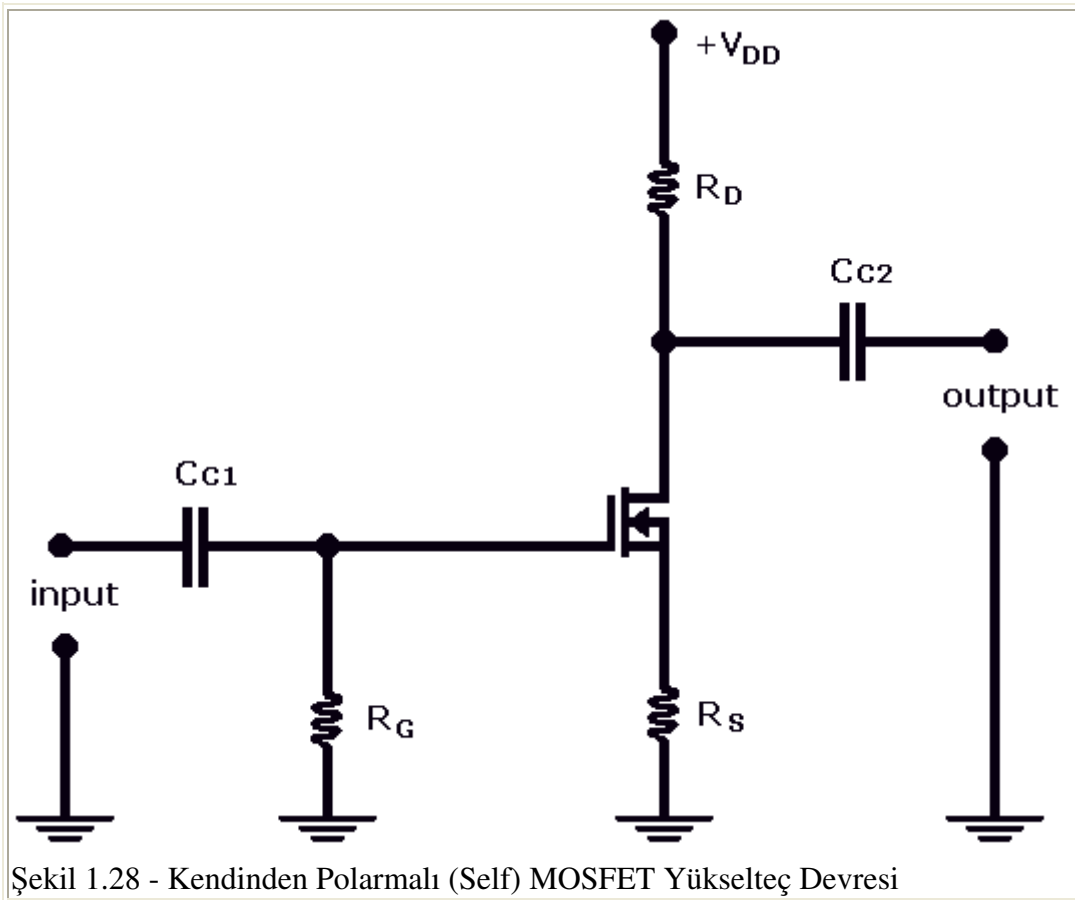 +VDD
RD
Cc2
output
Cc1
input
RG
RS
Şekil 1.28 - Kendinden Polarmalı (Self) MOSFET Yükselteç Devresi